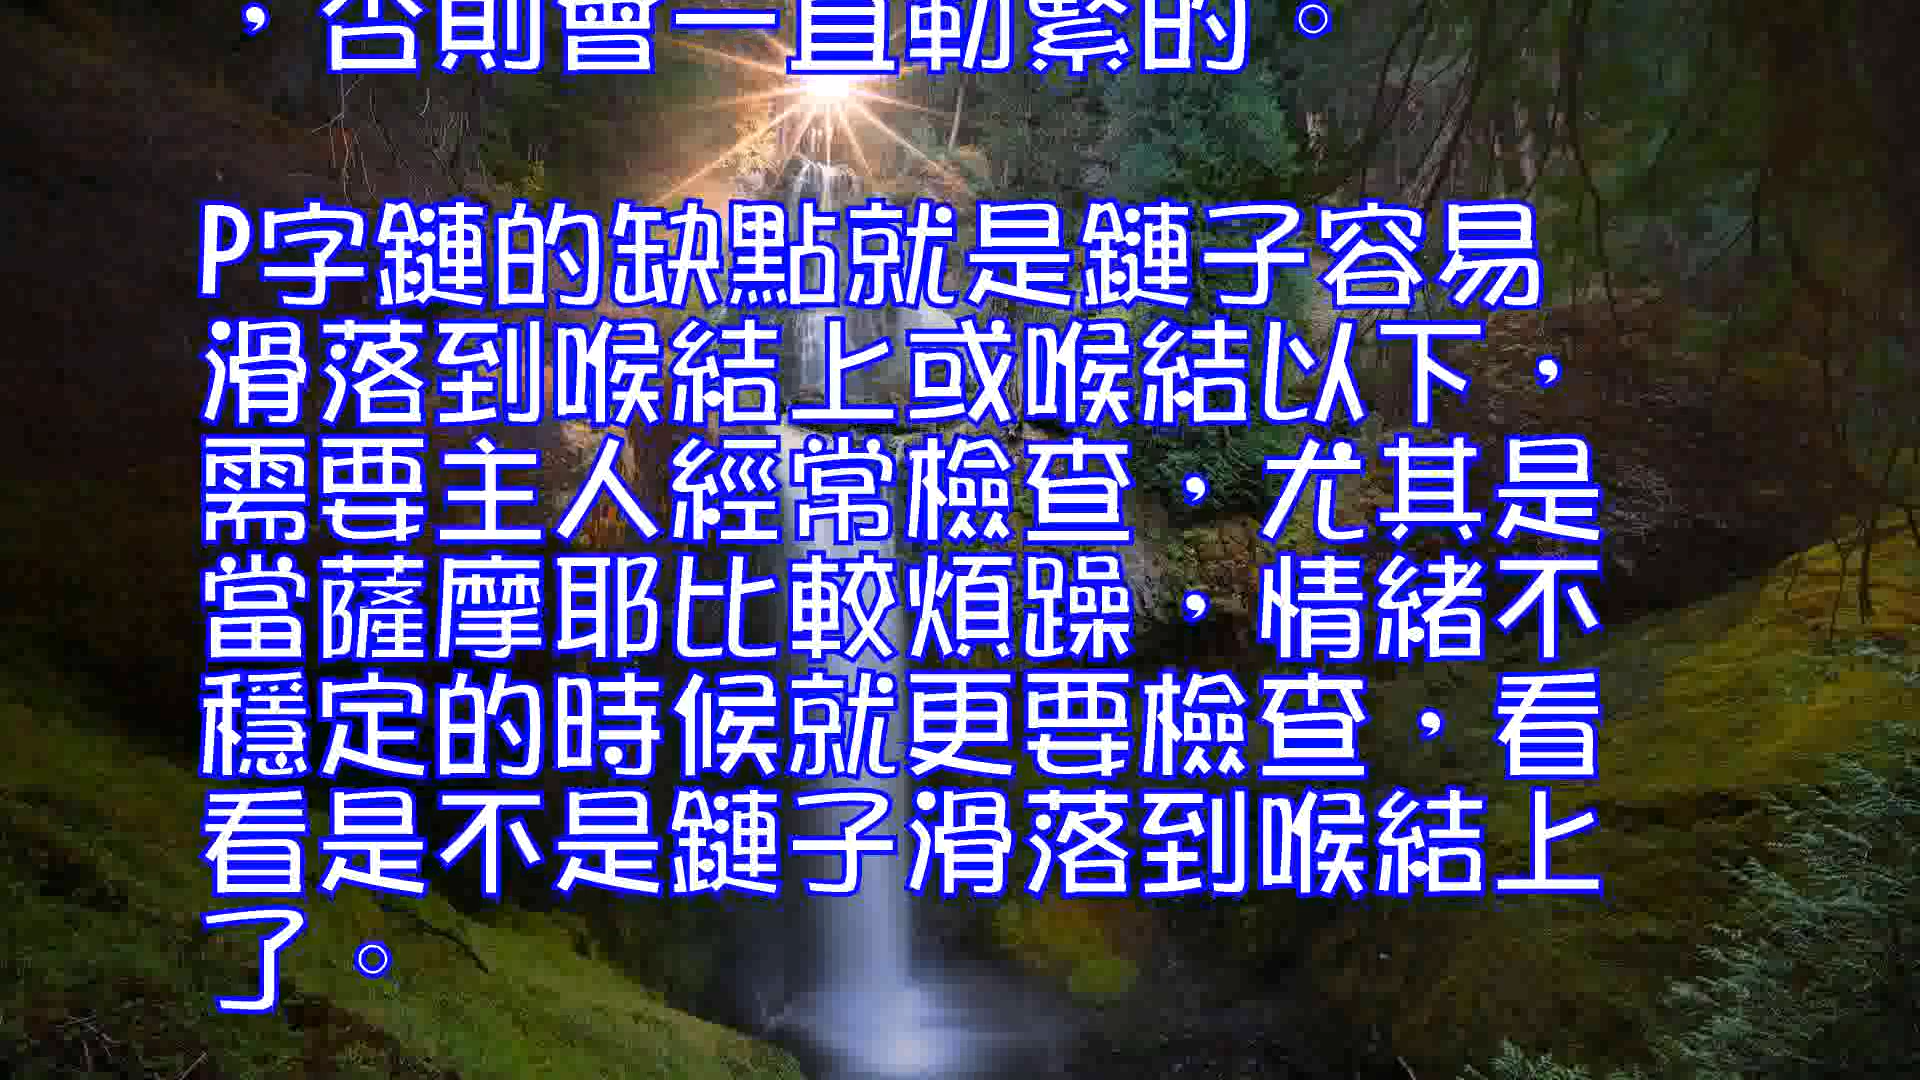 ，否則會一直勒緊的。
P字鏈的缺點就是鏈子容易
滑落到喉結上或喉結以下，
需要主人經常檢查，尤其是
當薩摩耶比較煩躁，情緒不
穩定的時候就更要檢查，看
看是不是鏈子滑落到喉結上
了。